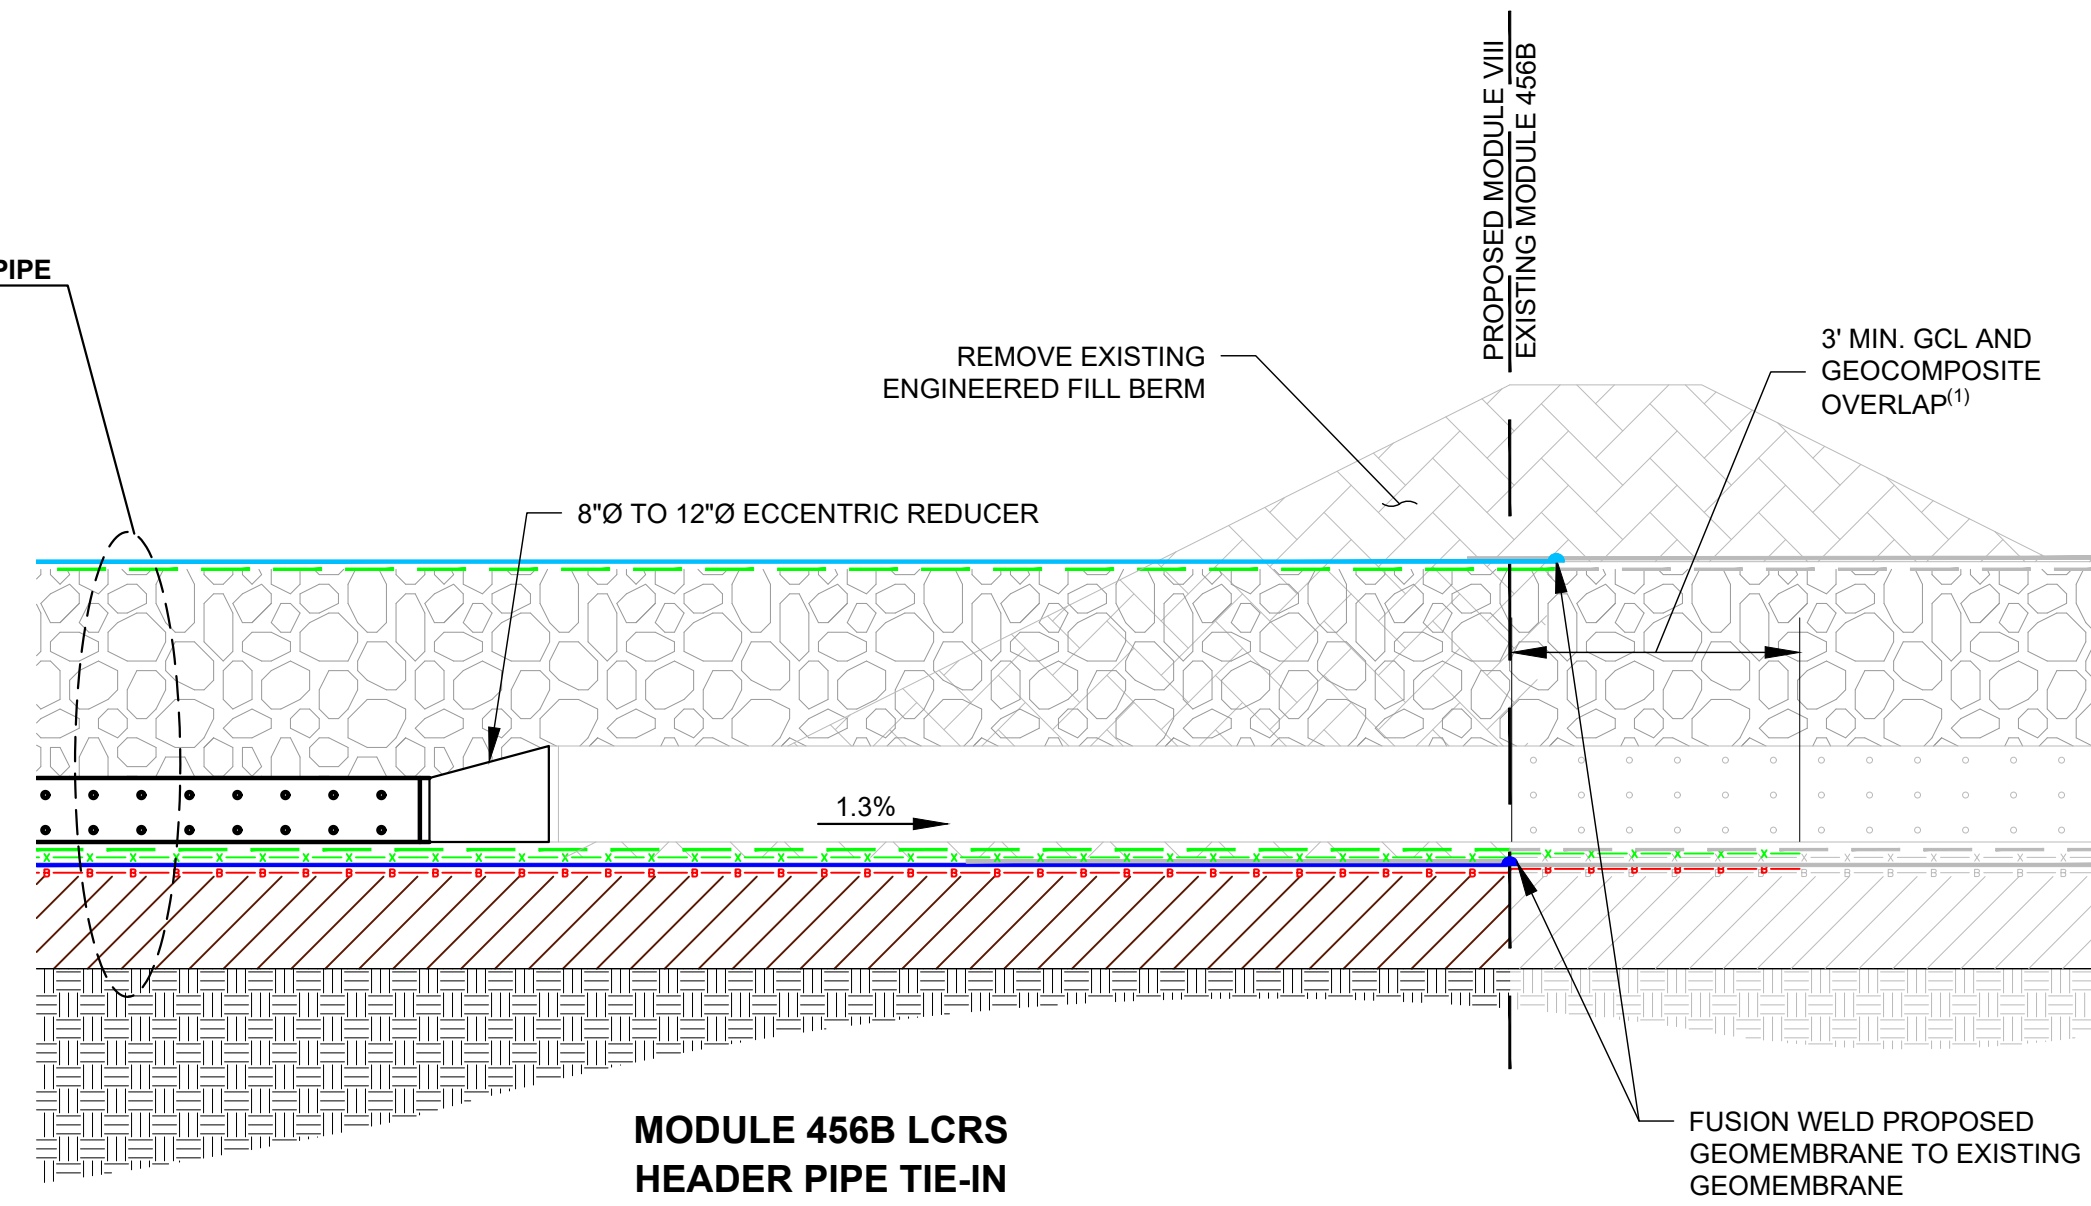 PROPOSED MODULE VIII
EXISTING MODULE 456B
PIPE
REMOVE EXISTING
ENGINEERED FILL BERM
3' MIN. GCL AND
GEOCOMPOSITE
OVERLAP(1)
8"Ø TO 12"Ø ECCENTRIC REDUCER
1.3%
MODULE 456B LCRS
HEADER PIPE TIE-IN
FUSION WELD PROPOSED
GEOMEMBRANE TO EXISTING
GEOMEMBRANE